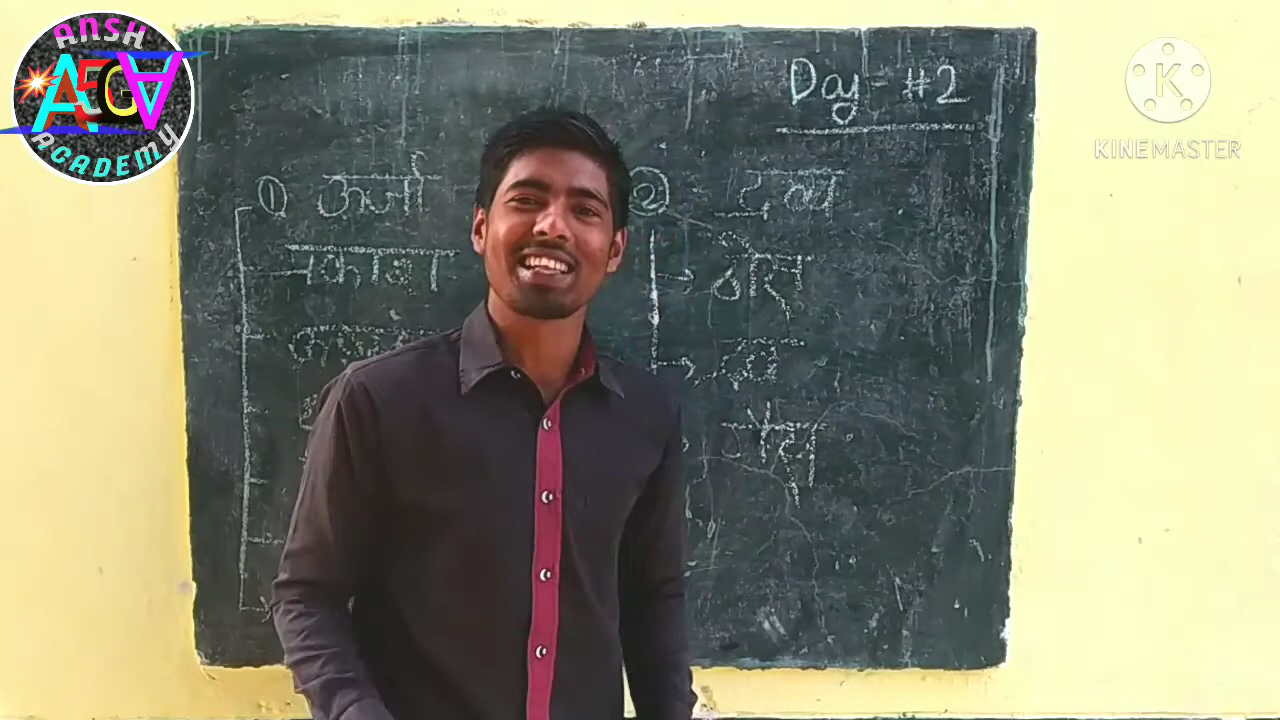 ANSH
AEGA
ACADEMY
K
KINEMASTER
Day - #2
① ऊर्जा
प्रकाश
② द्रव्य
→ ठोस
→ द्रव
गैस